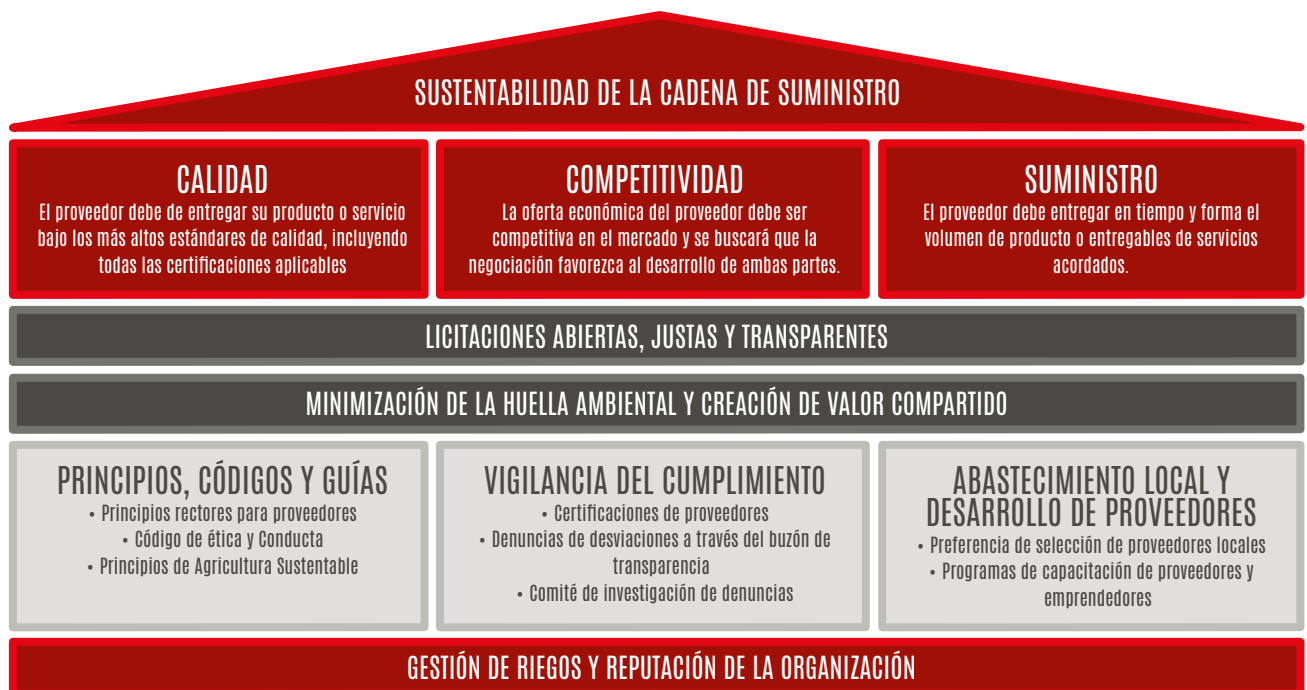 SUSTENTABILIDAD DE LA CADENA DE SUMINISTRO
CALIDAD
El proveedor debe de entregar su producto o servicio
bajo los más altos estándares de calidad, incluyendo
todas las certificaciones aplicables
COMPETITIVIDAD
La oferta económica del proveedor debe ser
competitiva en el mercado y se buscará que la
negociación favorezca al desarrollo de ambas partes.
SUMINISTRO
El proveedor debe entregar en tiempo y forma el
volumen de producto o entregables de servicios
acordados.
LICITACIONES ABIERTAS, JUSTAS Y TRANSPARENTES
MINIMIZACIÓN DE LA HUELLA AMBIENTAL Y CREACIÓN DE VALOR COMPARTIDO
PRINCIPIOS, CÓDIGOS Y GUÍAS
• Principios rectores para proveedores
• Código de ética y Conducta
• Principios de Agricultura Sustentable
VIGILANCIA DEL CUMPLIMIENTO
• Certificaciones de proveedores
• Denuncias de desviaciones a través del buzón de
transparencia
• Comité de investigación de denuncias
ABASTECIMIENTO LOCAL Y
DESARROLLO DE PROVEEDORES
• Preferencia de selección de proveedores locales
• Programas de capacitación de proveedores y
emprendedores
GESTIÓN DE RIEGOS Y REPUTACIÓN DE LA ORGANIZACIÓN